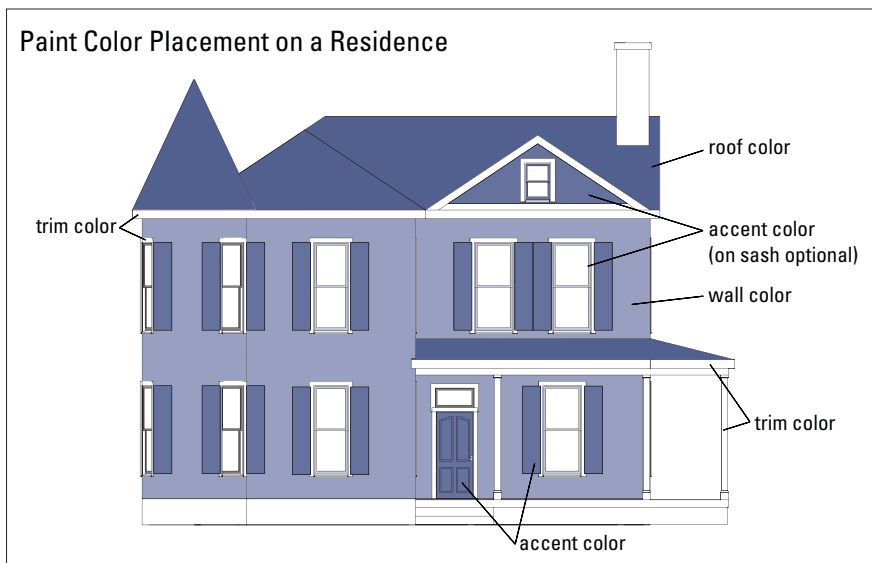 Paint Color Placement on a Residence
roof color
trim color
accent color
(on sash optional)
wall color
trim color
accent color